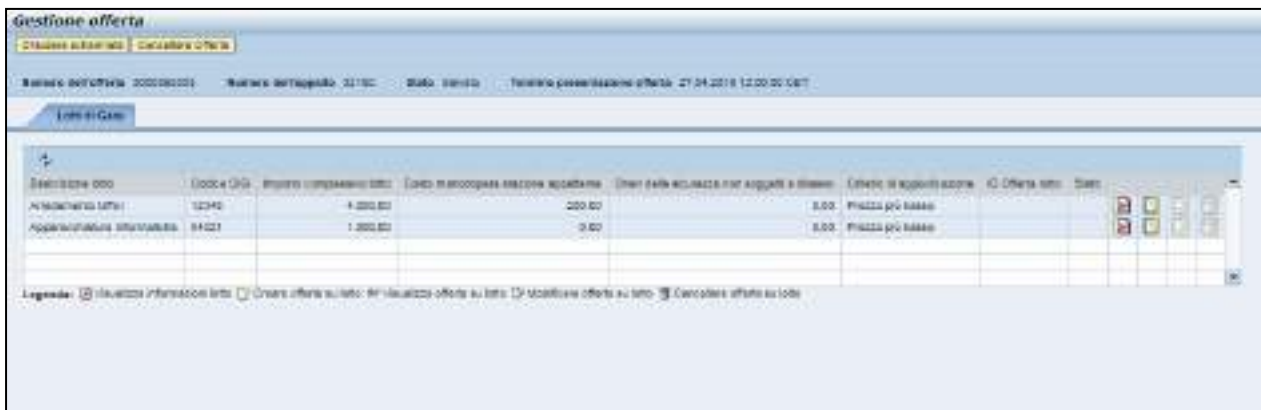 Gestione offerta
Chiudere schermata Cancellare Offerta
Numero dell'offerta Numero dell'appalto Stato Termine presentazione offerta 27.04.2016 12:00:00 CET
Lotti di Gara
Descrizione lotto Codice CIG Importo complessivo lotto Costo manodopera stazione appaltante Oneri della sicurezza non soggetti a ribasso Criterio di aggiudicazione ID Offerta lotto Stato
Arredamento Uffici 12345 4.000,00 200,00 0,00 Prezzo più basso
Apparecchiature informatiche 54321 1.000,00 0,00 0,00 Prezzo più basso
Legenda: Visualizza informazioni lotto Creare offerta su lotto Visualizza offerta su lotto Modificare offerta su lotto Cancellare offerta su lotto